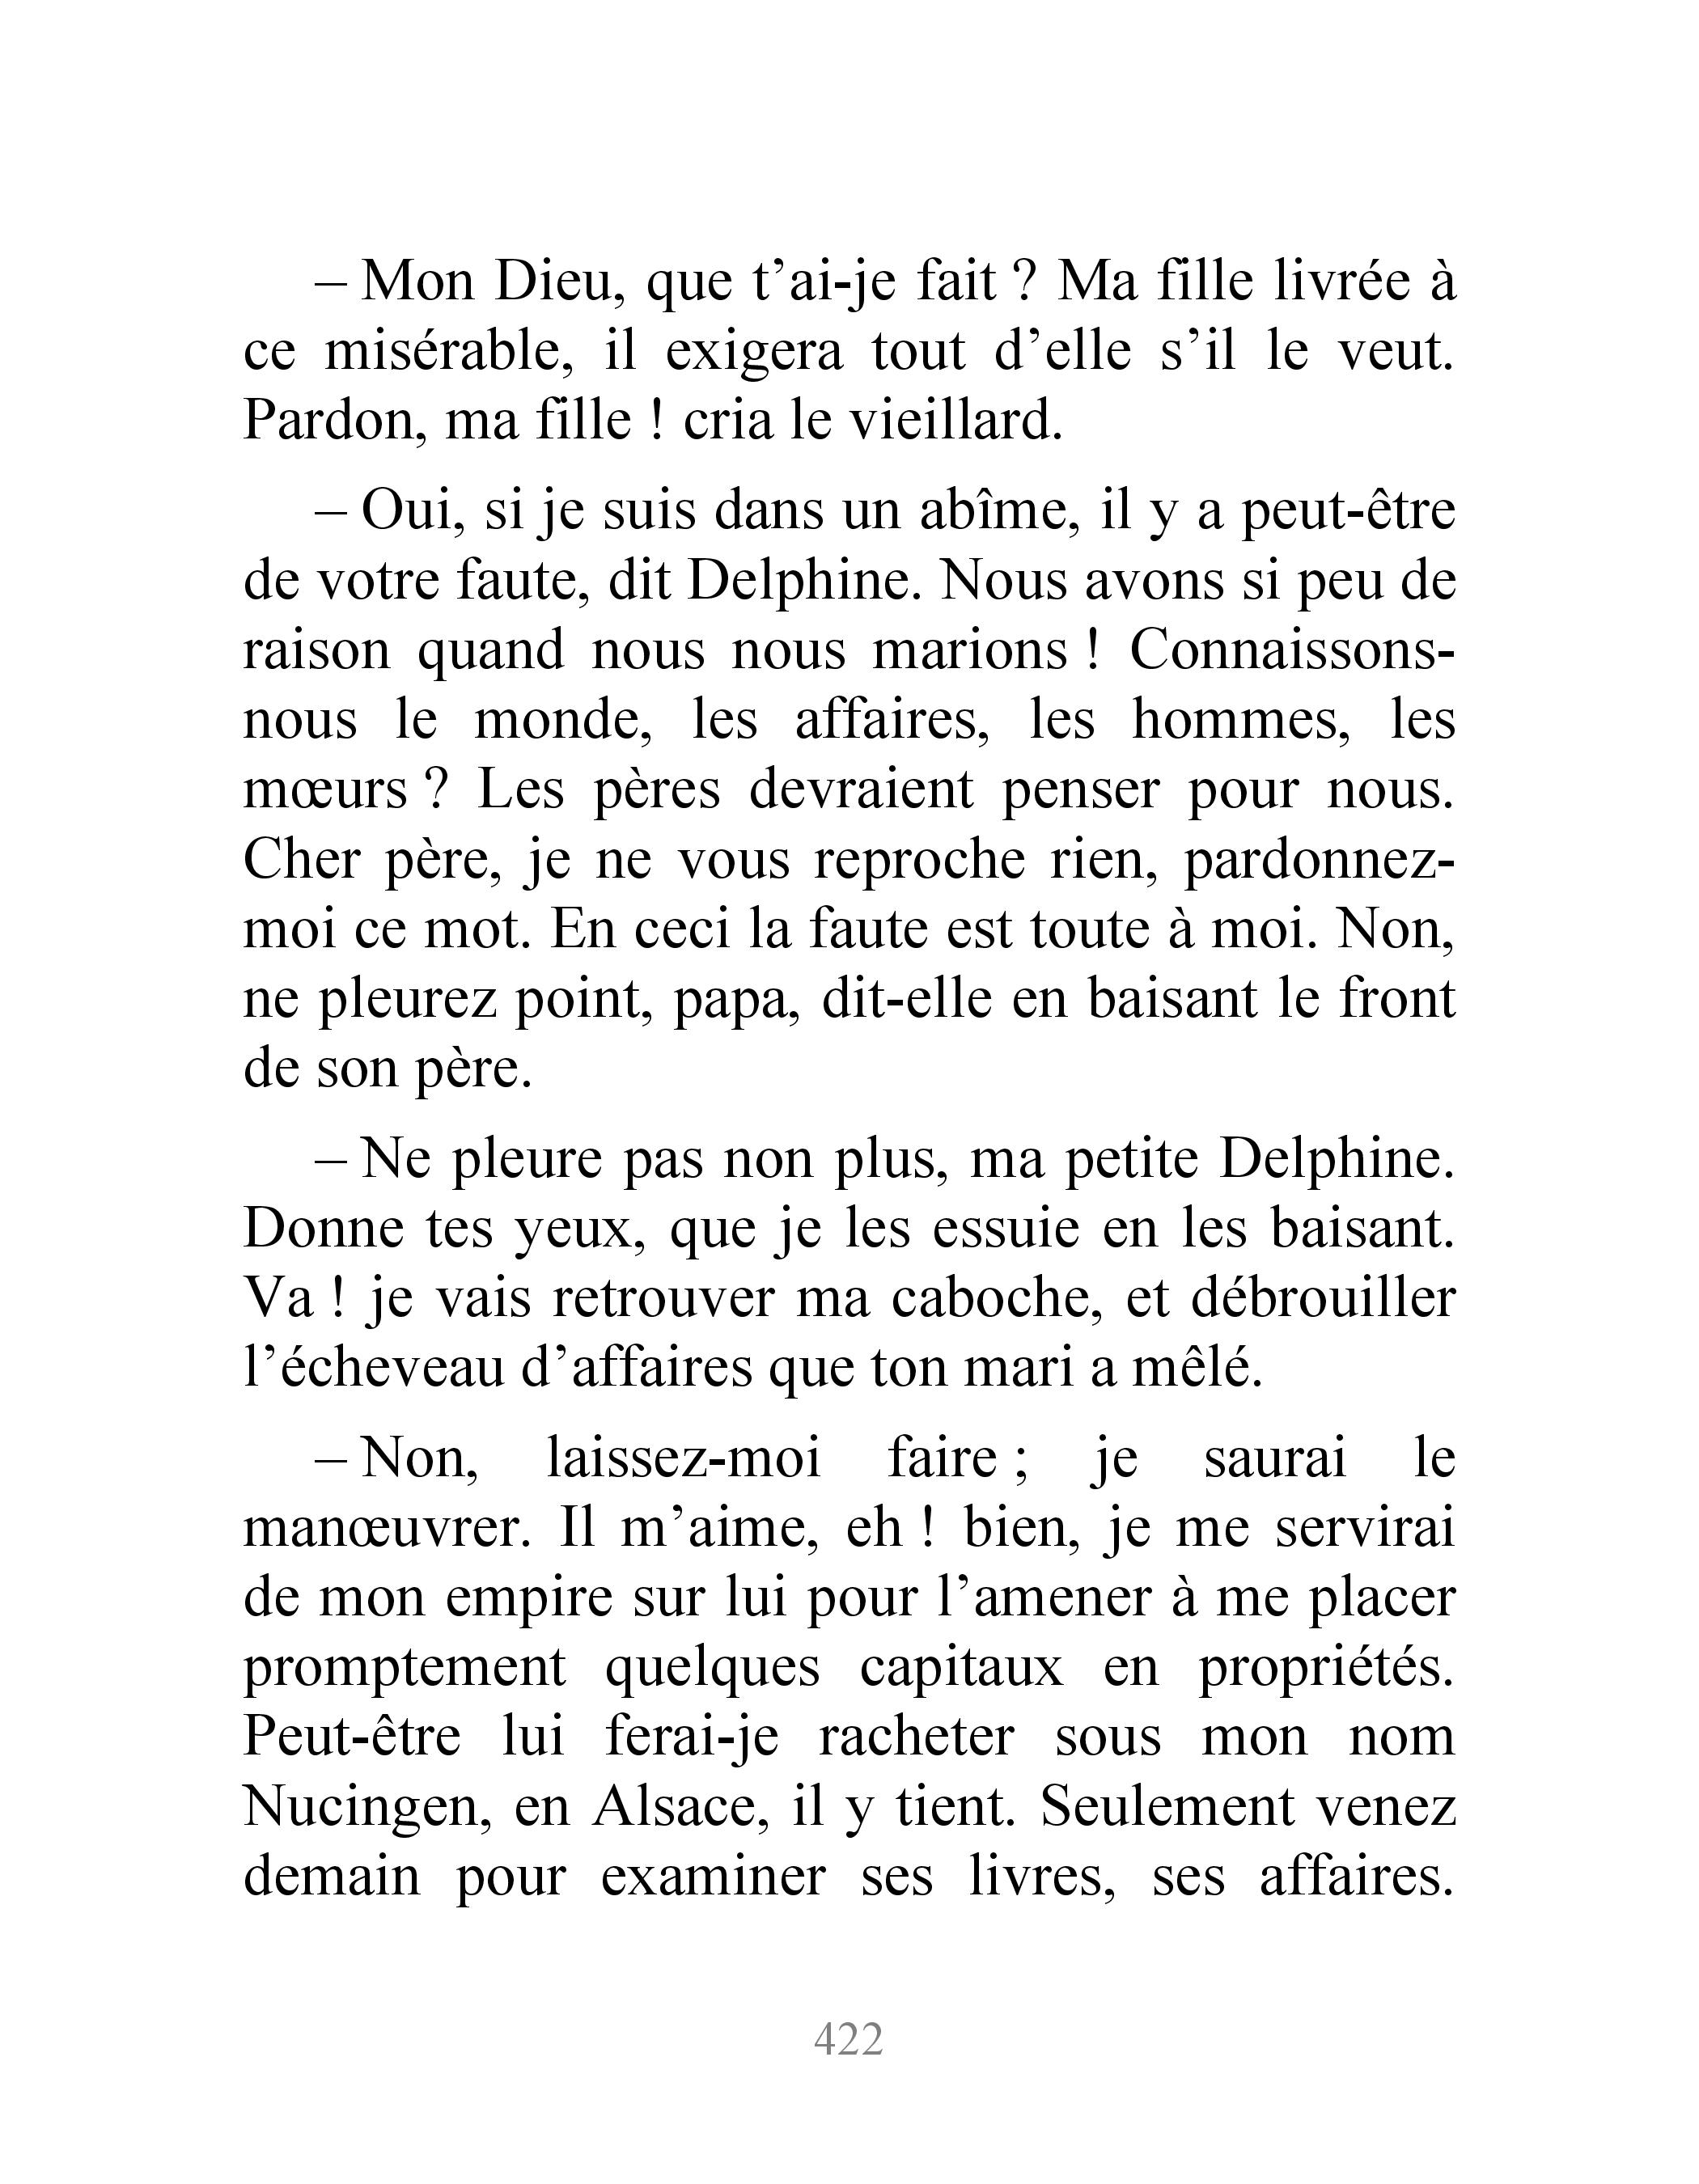 – Mon Dieu, que t’ai-je fait ? Ma fille livrée à
ce misérable, il exigera tout d’elle s’il le veut.
Pardon, ma fille ! cria le vieillard.
– Oui, si je suis dans un abîme, il y a peut-être
de votre faute, dit Delphine. Nous avons si peu de
raison quand nous nous marions ! Connaissons-
nous le monde, les affaires, les hommes, les
mœurs ? Les pères devraient penser pour nous.
Cher père, je ne vous reproche rien, pardonnez-
moi ce mot. En ceci la faute est toute à moi. Non,
ne pleurez point, papa, dit-elle en baisant le front
de son père.
– Ne pleure pas non plus, ma petite Delphine.
Donne tes yeux, que je les essuie en les baisant.
Va ! je vais retrouver ma caboche, et débrouiller
l’écheveau d’affaires que ton mari a mêlé.
– Non, laissez-moi faire ; je saurai le
manœuvrer. Il m’aime, eh ! bien, je me servirai
de mon empire sur lui pour l’amener à me placer
promptement quelques capitaux en propriétés.
Peut-être lui ferai-je racheter sous mon nom
Nucingen, en Alsace, il y tient. Seulement venez
demain pour examiner ses livres, ses affaires.
422